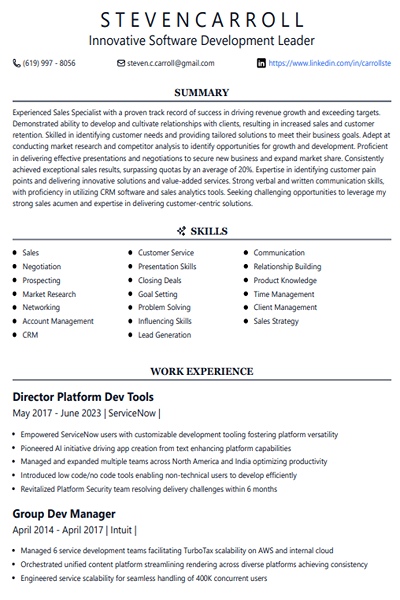 STEVENCARROLL
Innovative Software Development Leader
(619) 997 - 8056 steven.c.carroll@gmail.com https://www.linkedin.com/in/carrollste
SUMMARY
Experienced Sales Specialist with a proven track record of success in driving revenue growth and exceeding targets.
Demonstrated ability to develop and cultivate relationships with clients, resulting in increased sales and customer
retention. Skilled in identifying customer needs and providing tailored solutions to meet their business goals. Adept at
conducting market research and competitor analysis to identify opportunities for growth and development. Proficient
in delivering effective presentations and negotiations to secure new business and expand market share. Consistently
achieved exceptional sales results, surpassing quotas by an average of 20%. Expertise in identifying customer pain
points and delivering innovative solutions and value-added services. Strong verbal and written communication skills,
with proficiency in utilizing CRM software and sales analytics tools. Seeking challenging opportunities to leverage my
strong sales acumen and expertise in delivering customer-centric solutions.
SKILLS
• Sales • Customer Service • Communication
• Negotiation • Presentation Skills • Relationship Building
• Prospecting • Closing Deals • Product Knowledge
• Market Research • Goal Setting • Time Management
• Networking • Problem Solving • Client Management
• Account Management • Influencing Skills • Sales Strategy
• CRM • Lead Generation
WORK EXPERIENCE
Director Platform Dev Tools
May 2017 - June 2023 | ServiceNow |
• Empowered ServiceNow users with customizable development tooling fostering platform versatility
• Pioneered AI initiative driving app creation from text enhancing platform capabilities
• Managed and expanded multiple teams across North America and India optimizing productivity
• Introduced low code/no code tools enabling non-technical users to develop efficiently
• Revitalized Platform Security team resolving delivery challenges within 6 months
Group Dev Manager
April 2014 - April 2017 | Intuit |
• Managed 6 service development teams facilitating TurboTax scalability on AWS and internal cloud
• Orchestrated unified content platform streamlining rendering across diverse platforms achieving consistency
• Engineered service scalability for seamless handling of 400K concurrent users